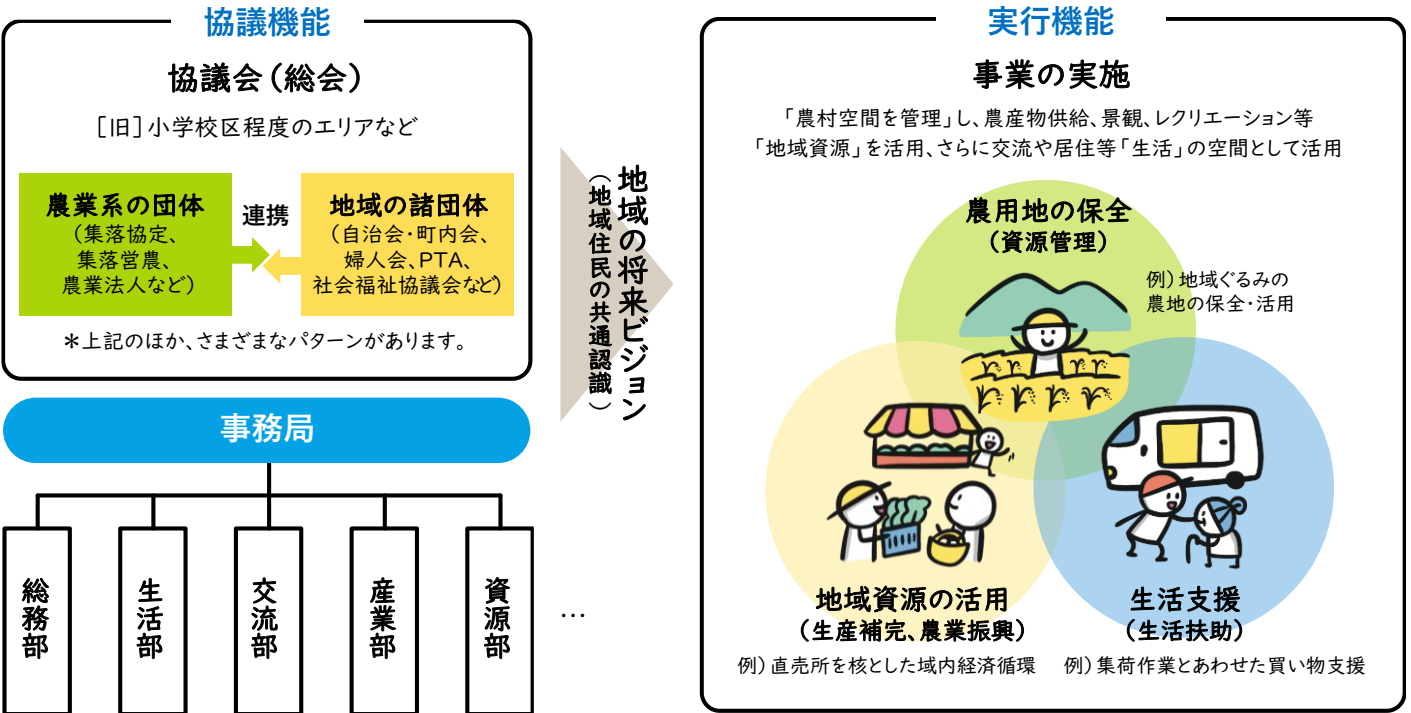 協議機能
協議会(総会)
[旧]小学校区程度のエリアなど
農業系の団体
(集落協定、
集落営農、
農業法人など)
連携
地域の諸団体
(自治会・町内会、
婦人会、PTA、
社会福祉協議会など)
*上記のほか、さまざまなパターンがあります。
事務局
総務部
生活部
交流部
産業部
資源部
…
地域の将来ビジョン
(地域住民の共通認識)
実行機能
事業の実施
「農村空間を管理」し、農産物供給、景観、レクリエーション等
「地域資源」を活用、さらに交流や居住等「生活」の空間として活用
農用地の保全
(資源管理)
例)地域ぐるみの
農地の保全・活用
地域資源の活用
(生産補完、農業振興)
例)直売所を核とした域内経済循環
生活支援
(生活扶助)
例)集荷作業とあわせた買い物支援